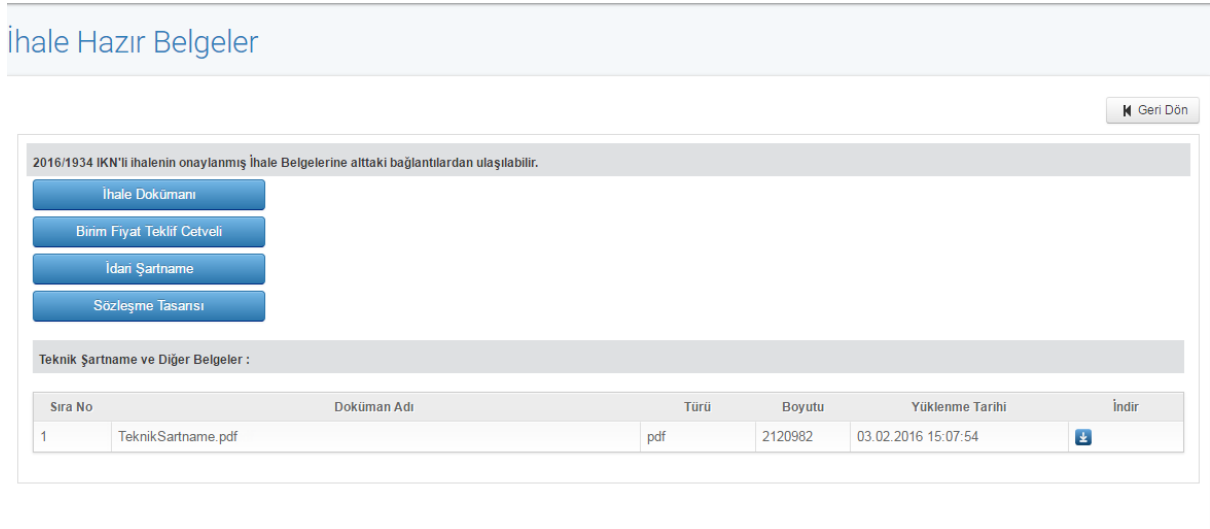 İhale Hazır Belgeler
Geri Dön
2016/1934 IKN'li ihalenin onaylanmış İhale Belgelerine alttaki bağlantılardan ulaşılabilir.
İhale Dokümanı
Birim Fiyat Teklif Cetveli
İdari Şartname
Sözleşme Tasarısı
Teknik Şartname ve Diğer Belgeler :
Sıra No Doküman Adı Türü Boyutu Yüklenme Tarihi İndir
1 TeknikSartname.pdf pdf 2120982 03.02.2016 15:07:54